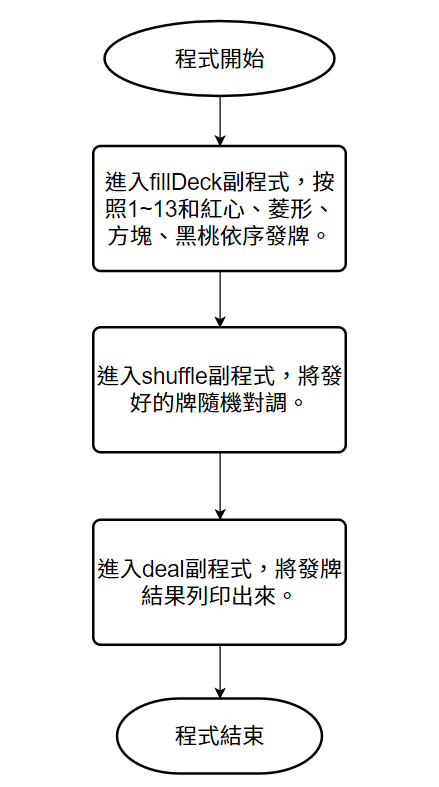 程式開始
進入fillDeck副程式，按
照1~13和紅心、菱形、
方塊、黑桃依序發牌。
進入shuffle副程式，將發
好的牌隨機對調。
進入deal副程式，將發牌
結果列印出來。
程式結束